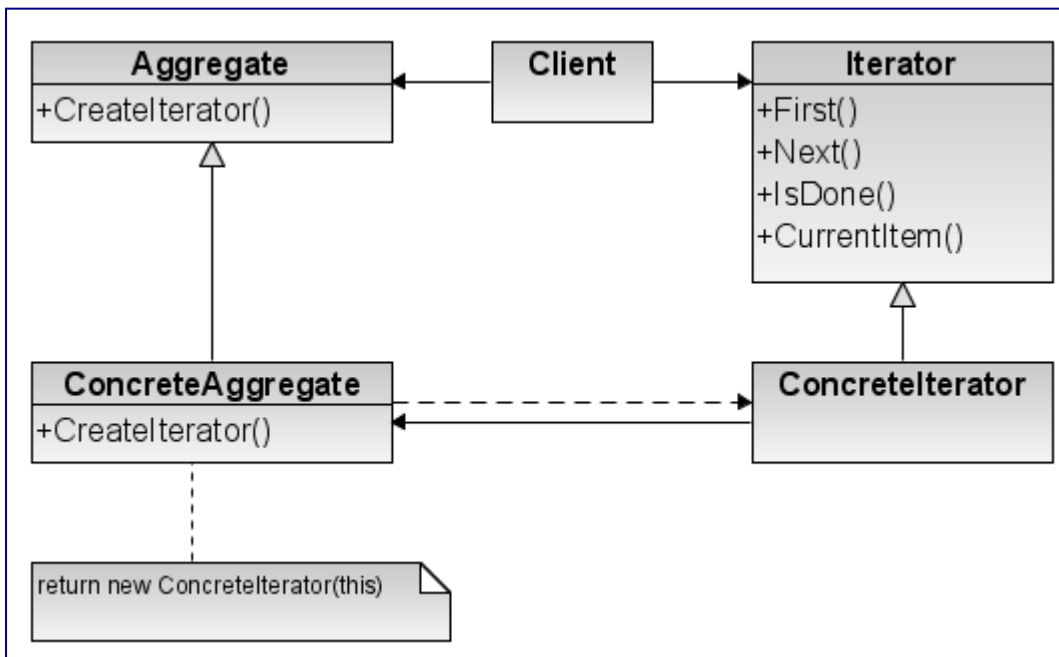 Aggregate
+CreateIterator()
Client
Iterator
+First()
+Next()
+IsDone()
+CurrentItem()
ConcreteAggregate
+CreateIterator()
ConcreteIterator
return new ConcreteIterator(this)